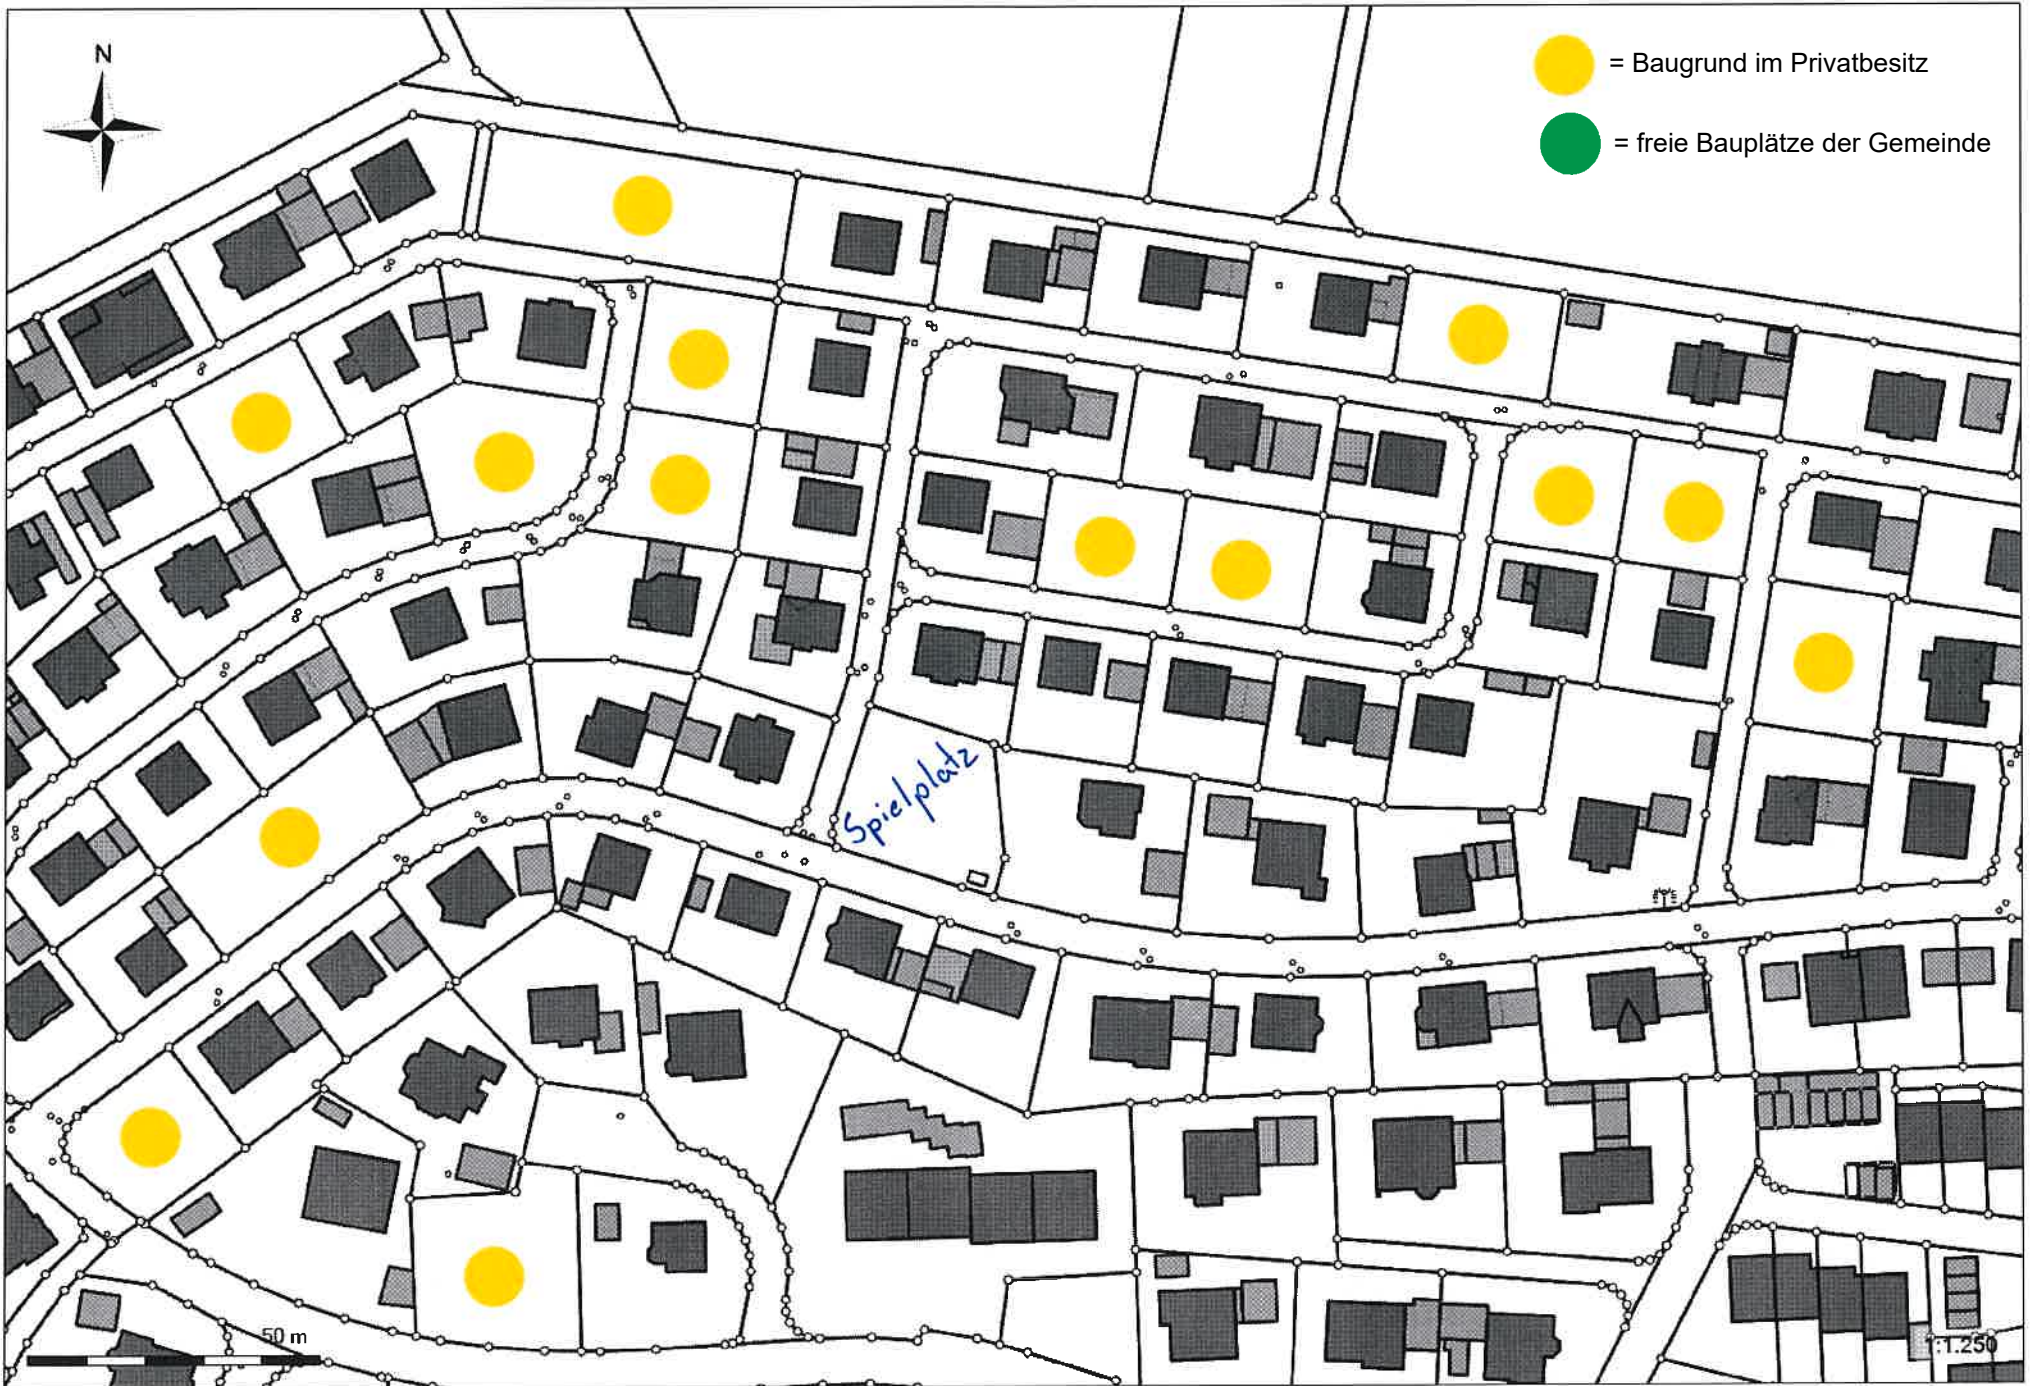 N
= Baugrund im Privatbesitz
= freie Bauplätze der Gemeinde
Spielplatz
50 m
1:1.250